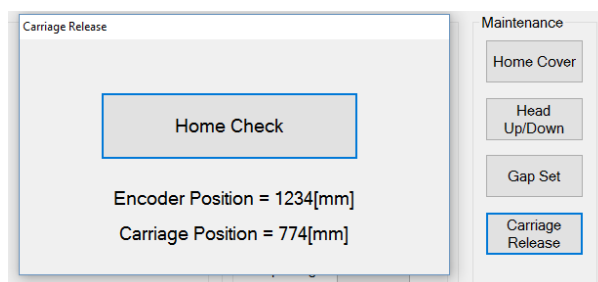 Carriage Release
Home Check
Encoder Position = 1234[mm]
Carriage Position = 774[mm]
Maintenance
Home Cover
Head
Up/Down
Gap Set
Carriage
Release